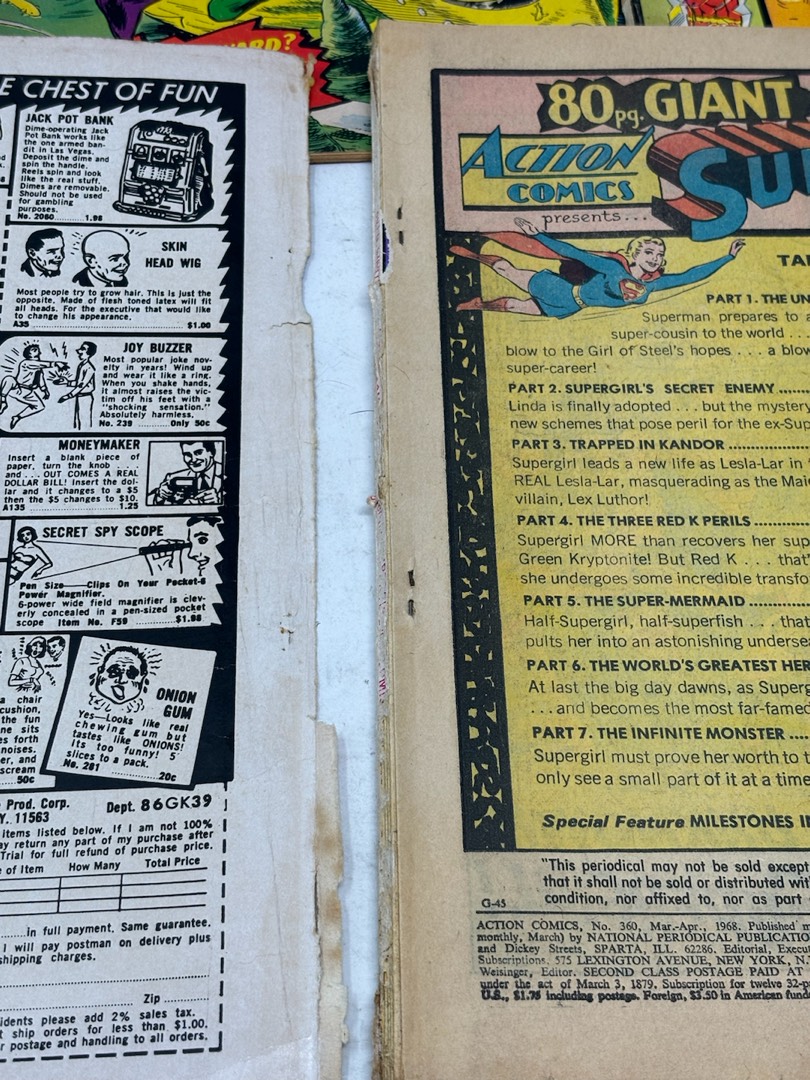 E CHEST OF FUN
JACK POT BANK
Dime-operating Jack
Pot Bank works like
the one armed ban-
dit in Las Vegas.
Deposit the dime and
spin the handle.
Reels spin and look
like the real stuff.
Dimes are removable.
Should not be used
for gambling
purposes.
No. 2060 1.98
SKIN
HEAD WIG
Most people try to grow hair. This is just the
opposite. Made of flesh toned latex will fit
all heads. For the executive that would like
to change his appearance.
A35 $1.00
JOY BUZZER
Most popular joke nov-
elty in years! Wind up
and wear it like a ring.
When you shake hands,
it almost raises the vic-
tim off his feet with a
"shocking sensation."
Absolutely harmless.
No. 239 ........... Only 50c
MONEYMAKER
Insert a blank piece of
paper, turn the knob . . .
and . . . OUT COMES A REAL
DOLLAR BILL! Insert the dol-
lar and it changes to a $5
then the $5 changes to $10.
A135 1.25
SECRET SPY SCOPE
Pen Size—Clips On Your Pocket-6
Power Magnifier.
6-power wide field magnifier is clev-
erly concealed in a pen-sized pocket
scope Item No. F59 .........$1.98
a chair
cushion,
the fun
ne sits
es forth
noises.
er, and
scream
50c
ONION
GUM
Yes—Looks like real
chewing gum but
tastes like ONIONS!
Its too funny! 5
slices to a pack.
No. 281
..............20c
Prod. Corp. Dept. 86GK39
Y. 11563
items listed below. If I am not 100%
ay return any part of my purchase after
Trial for full refund of purchase price.
e of Item How Many Total Price
......in full payment. Same guarantee.
I will pay postman on delivery plus
shipping charges.
Zip
idents please add 2% sales tax.
t ship orders for less than $1.00.
r postage and handling to all orders.
80 pg. GIANT
ACTION
COMICS
presents...
TA
PART 1. THE UN
Superman prepares to a
super-cousin to the world . . .
blow to the Girl of Steel's hopes . . . a blow
super-career!
PART 2. SUPERGIRL'S SECRET ENEMY
Linda is finally adopted . . . but the mystery
new schemes that pose peril for the ex-Sup
PART 3. TRAPPED IN KANDOR
Supergirl leads a new life as Lesla-Lar in
REAL Lesla-Lar, masquerading as the Mai
villain, Lex Luthor!
PART 4. THE THREE RED K PERILS
Supergirl MORE than recovers her sup
Green Kryptonite! But Red K . . . that'
she undergoes some incredible transfo
PART 5. THE SUPER-MERMAID
Half-Supergirl, half-superfish . . . that
pults her into an astonishing undersea
PART 6. THE WORLD'S GREATEST HER
At last the big day dawns, as Superg
. . . and becomes the most far-famed
PART 7. THE INFINITE MONSTER
Supergirl must prove her worth to t
only see a small part of it at a time
Special Feature MILESTONES I
"This periodical may not be sold except
that it shall not be sold or distributed wit
condition, nor affixed to, nor as part
G-45
ACTION COMICS, No. 360, Mar.-Apr., 1968. Published m
monthly, March) by NATIONAL PERIODICAL PUBLICATIO
and Dickey Streets, SPARTA, ILL. 62286. Editorial, Execut
Subscriptions, 575 LEXINGTON AVENUE, NEW YORK, N.
Weisinger, Editor. SECOND CLASS POSTAGE PAID AT
under the act of March 3, 1879. Subscription for twelve 32-p
U.S., $1.75 including postage. Foreign, $3.50 in American fund